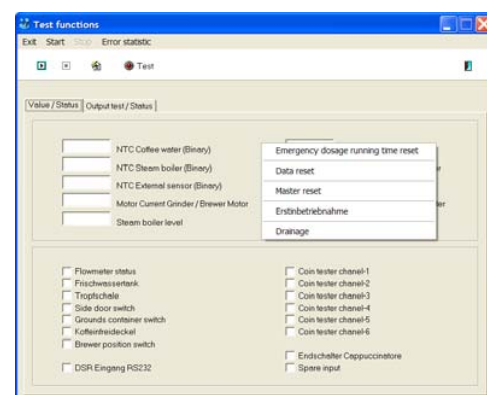 Test functions
Exit Start Stop Error statistic
Test
Value / Status Output test / Status
NTC Coffee water (Binary)
NTC Steam boiler (Binary)
NTC External sensor (Binary)
Motor Current Grinder / Brewer Motor
Steam boiler level
Emergency dosage running time reset
Data reset
Master reset
Erstinbetriebnahme
Drainage
Flowmeter status
Frischwassertank
Tropfschale
Side door switch
Grounds container switch
Kofteinfreideckel
Brewer position switch
DSR Eingang RS232
Coin tester chanel-1
Coin tester chanel-2
Coin tester chanel-3
Coin tester chanel-4
Coin tester chanel-5
Coin tester chanel-6
Endschalter Cappuccinatore
Spare input